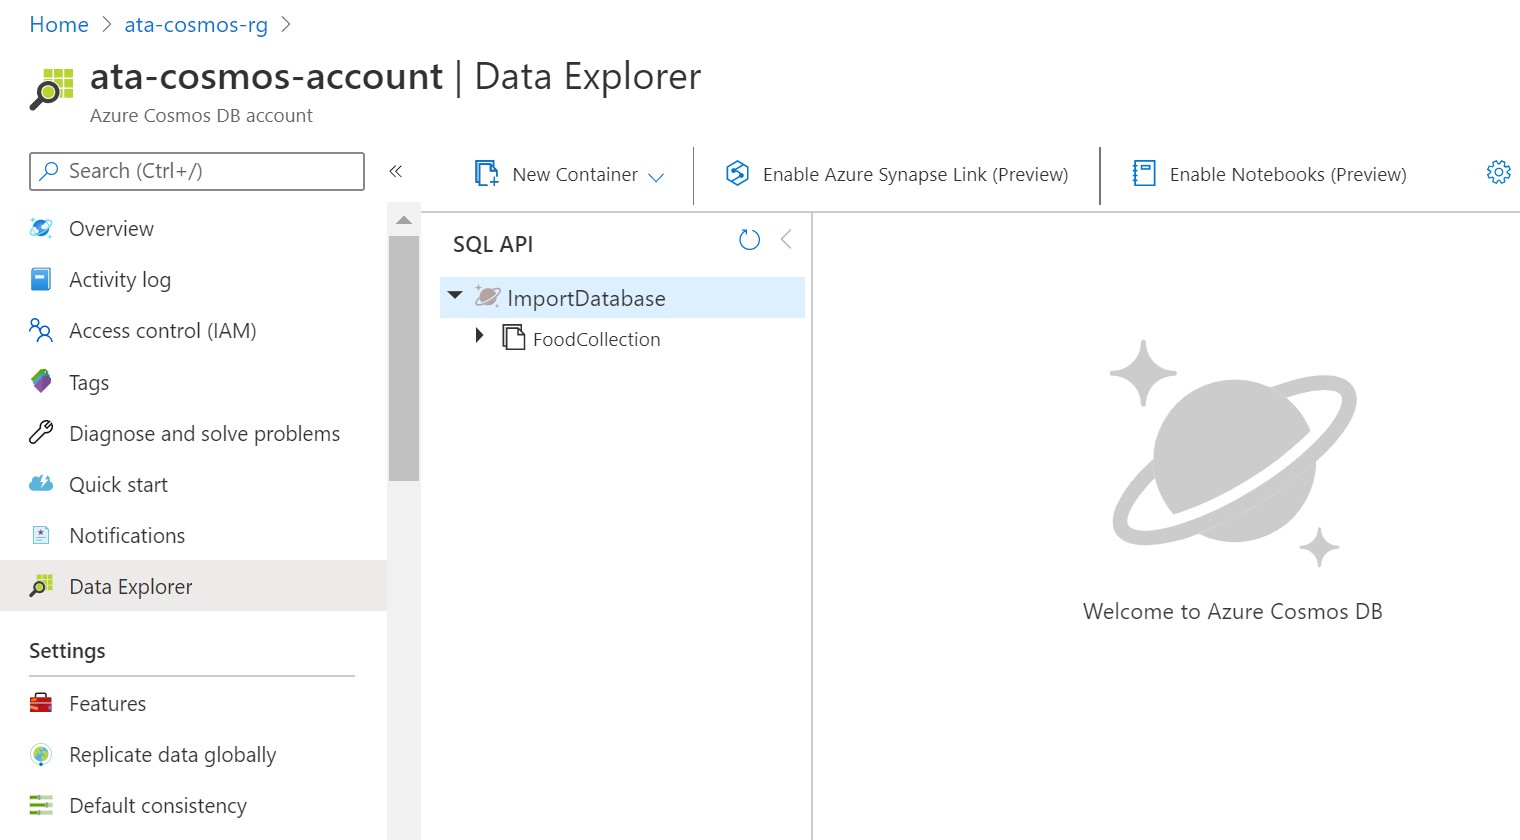 Home > ata-cosmos-rg >
ata-cosmos-account | Data Explorer
Azure Cosmos DB account
Search (Ctrl+/)
«
Overview
Activity log
Access control (IAM)
Tags
Diagnose and solve problems
Quick start
Notifications
Data Explorer
Settings
Features
Replicate data globally
Default consistency
New Container
Enable Azure Synapse Link (Preview)
Enable Notebooks (Preview)
SQL API
ImportDatabase
FoodCollection
Welcome to Azure Cosmos DB